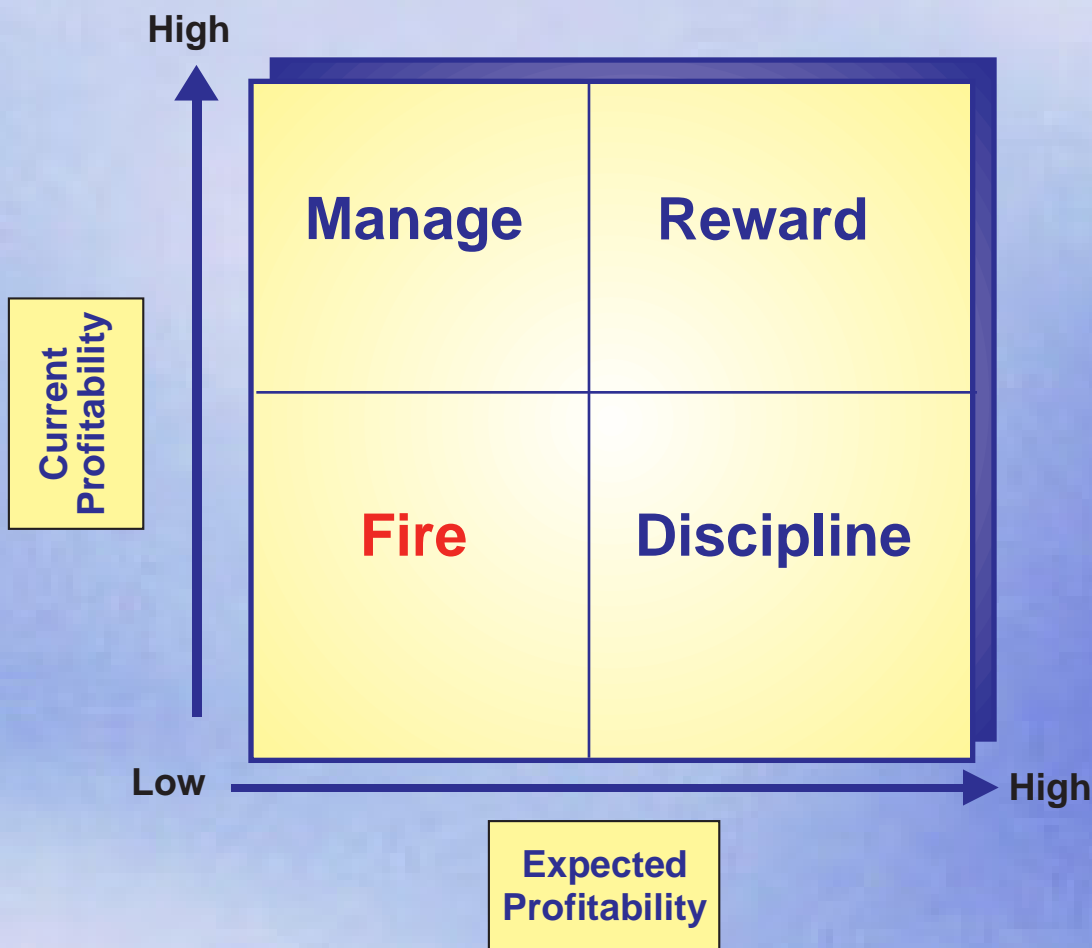 High
Manage
Reward
Current
Profitability
Fire
Discipline
Low
High
Expected
Profitability